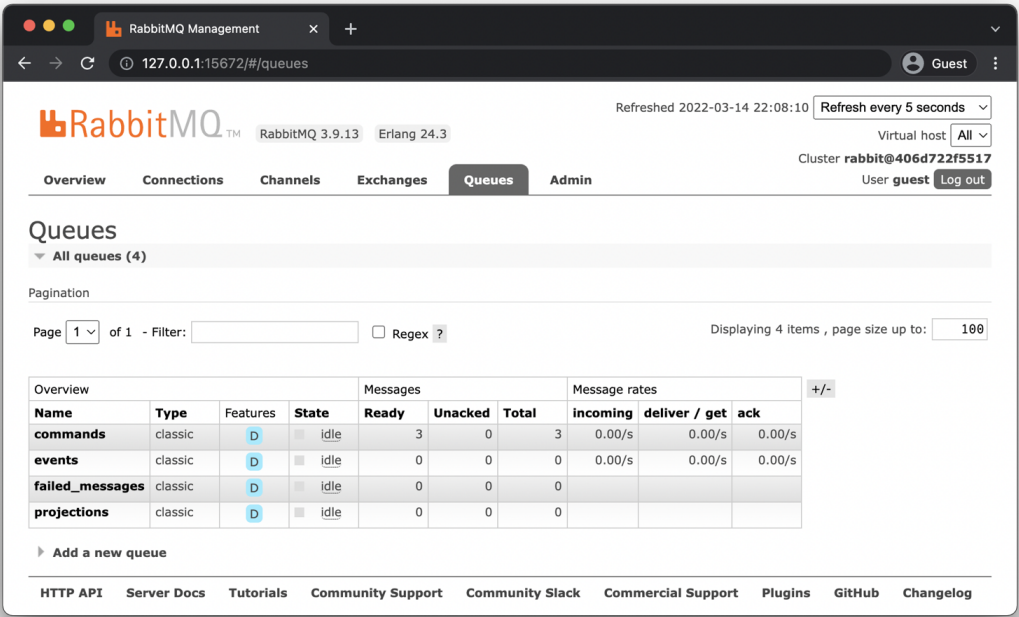 RabbitMQ Management
127.0.0.1:15672/#/queues
Guest
Refreshed 2022-03-14 22:08:10 Refresh every 5 seconds
RabbitMQ TM RabbitMQ 3.9.13 Erlang 24.3
Virtual host All
Cluster rabbit@406d722f5517
User guest Log out
Overview Connections Channels Exchanges Queues Admin
Queues
All queues (4)
Pagination
Page 1 of 1 - Filter: Regex ? Displaying 4 items , page size up to: 100
Overview Messages Message rates +/-
Name Type Features State Ready Unacked Total incoming deliver / get ack
commands classic D idle 3 0 3 0.00/s 0.00/s 0.00/s
events classic D idle 0 0 0 0.00/s 0.00/s 0.00/s
failed_messages classic D idle 0 0 0
projections classic D idle 0 0 0
Add a new queue
HTTP API Server Docs Tutorials Community Support Community Slack Commercial Support Plugins GitHub Changelog